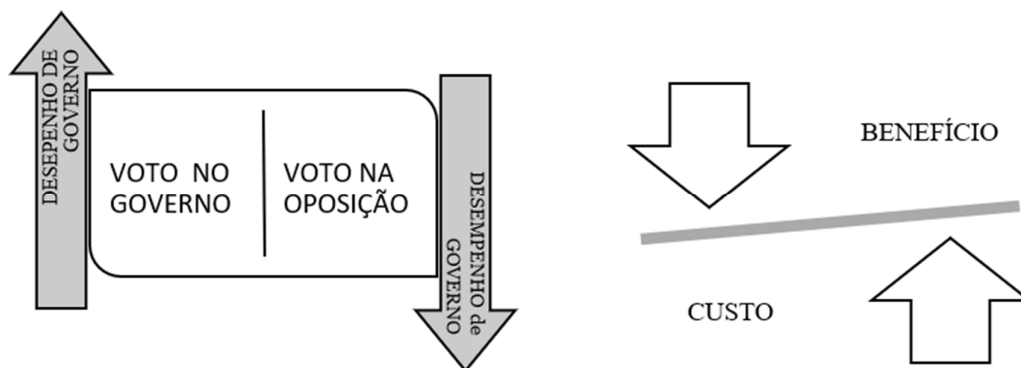 DESEPENHO DE
GOVERNO
VOTO NO
GOVERNO
VOTO NA
OPOSIÇÃO
DESEMPENHO de
GOVERNO
BENEFÍCIO
CUSTO